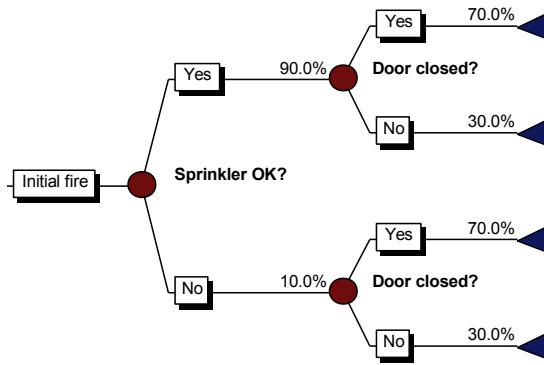 Yes 70.0%
Yes 90.0% Door closed?
No 30.0%
Initial fire Sprinkler OK?
Yes 70.0%
No 10.0% Door closed?
No 30.0%